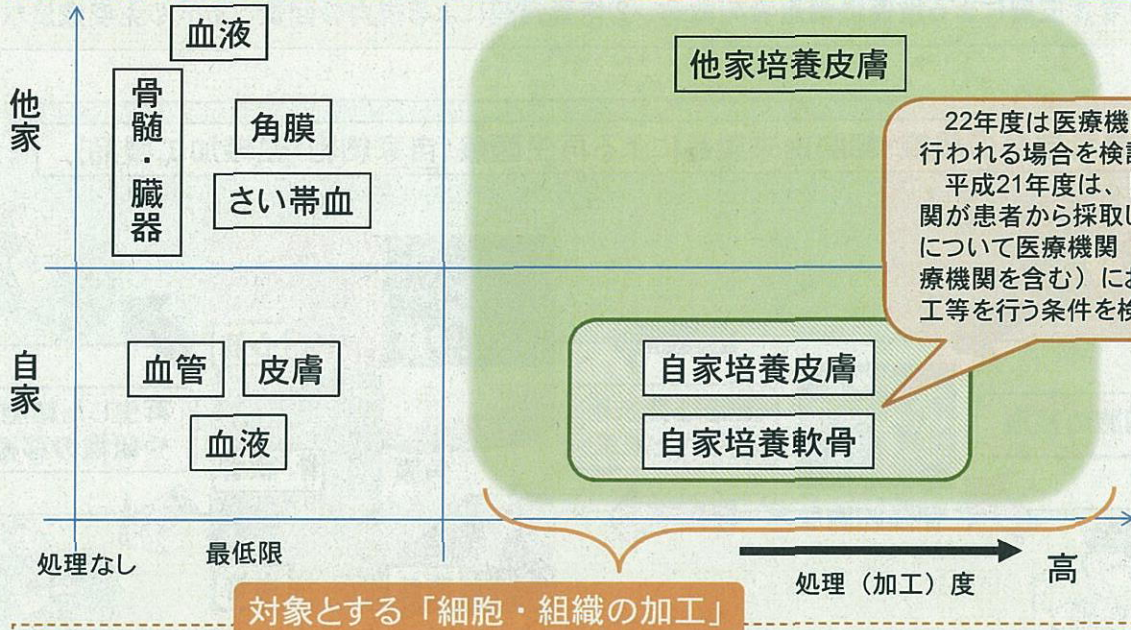 血液
他家培養皮膚
骨髄・臓器
他家
角膜
さい帯血
22年度は医療機
行われる場合を検
平成21年度は、
関が患者から採取し
について医療機関（
療機関を含む）にお
工等を行う条件を検
自家
血管
皮膚
血液
自家培養皮膚
自家培養軟骨
処理なし
最低限
処理（加工）度
高
対象とする「細胞・組織の加工」